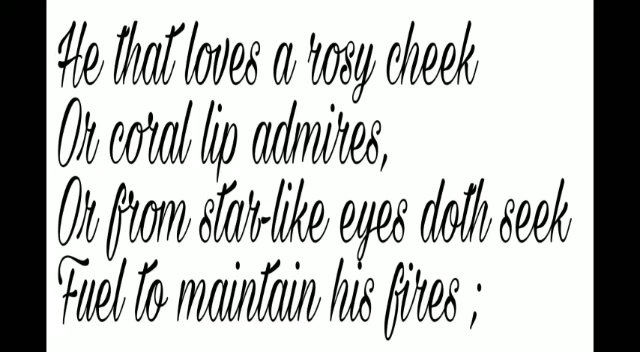 He that loves a rosy cheek
Or coral lip admires,
Or from star-like eyes doth seek
Fuel to maintain his fires ;